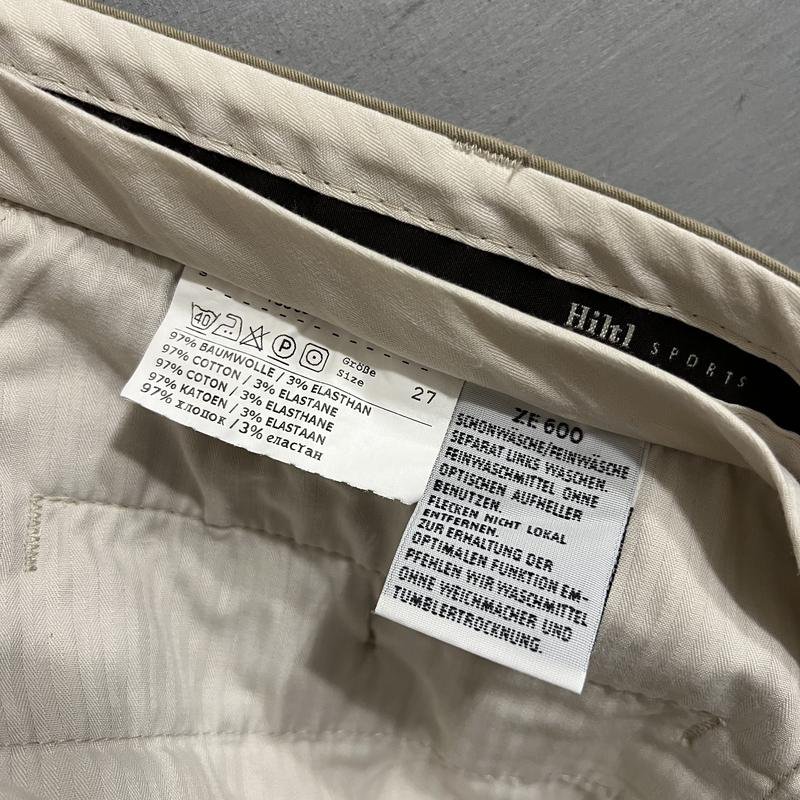 Hiltl SPORTS
40 P
Größe
Size 27
97% BAUMWOLLE / 3% ELASTHAN
97% COTTON / 3% ELASTANE
97% COTON / 3% ELASTHANE
97% KATOEN / 3% ELASTAAN
97% хлопок / 3% еластан
ZE 600
SCHONWÄSCHE/FEINWÄSCHE
SEPARAT LINKS WASCHEN.
FEINWASCHMITTEL OHNE
OPTISCHEN AUFHELLER
BENUTZEN.
FLECKEN NICHT LOKAL
ENTFERNEN.
ZUR ERHALTUNG DER
OPTIMALEN FUNKTION EM-
PFEHLEN WIR WASCHMITTEL
OHNE WEICHMACHER UND
TUMBLERTROCKNUNG.